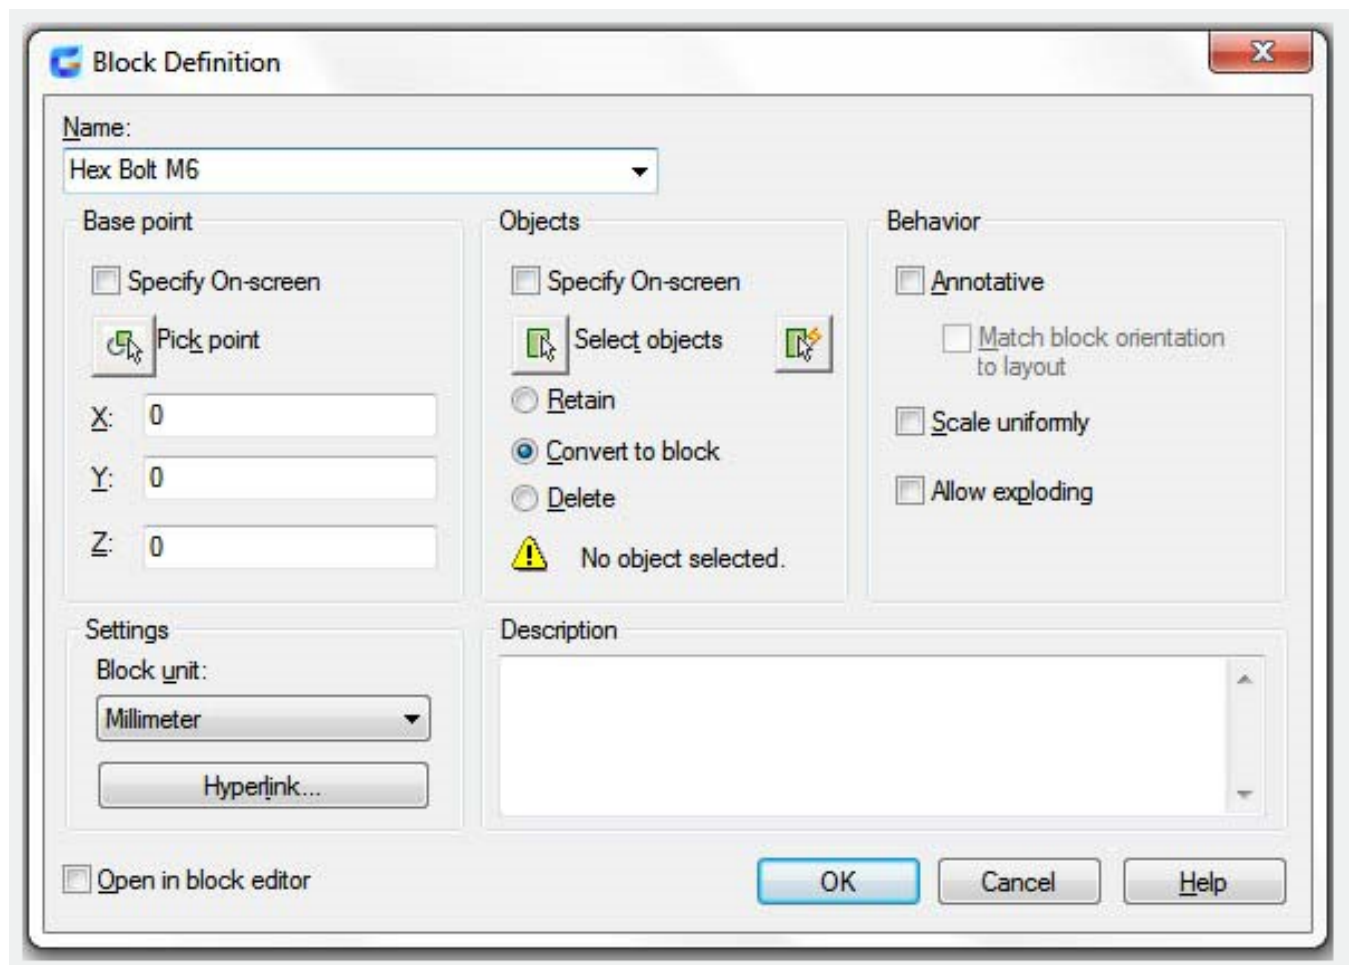 Block Definition
Name:
Hex Bolt M6
Base point
Specify On-screen
Pick point
X: 0
Y: 0
Z: 0
Objects
Specify On-screen
Select objects
Retain
Convert to block
Delete
No object selected.
Behavior
Annotative
Match block orientation
to layout
Scale uniformly
Allow exploding
Settings
Block unit:
Millimeter
Hyperlink...
Description
Open in block editor
OK
Cancel
Help